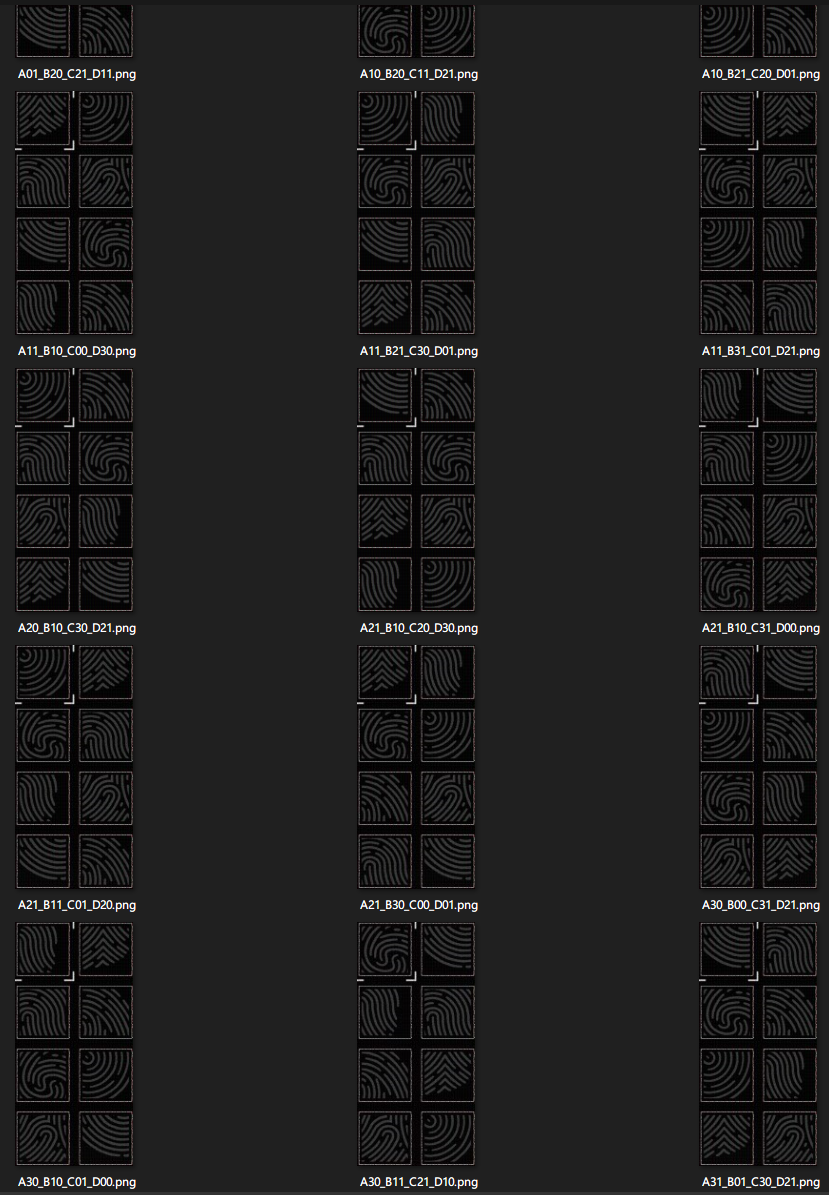 A01_B20_C21_D11.png
A10_B20_C11_D21.png
A10_B21_C20_D01.png
A11_B10_C00_D30.png
A11_B21_C30_D01.png
A11_B31_C01_D21.png
A20_B10_C30_D21.png
A21_B10_C20_D30.png
A21_B10_C31_D00.png
A21_B11_C01_D20.png
A21_B30_C00_D01.png
A30_B00_C31_D21.png
A30_B10_C01_D00.png
A30_B11_C21_D10.png
A31_B01_C30_D21.png